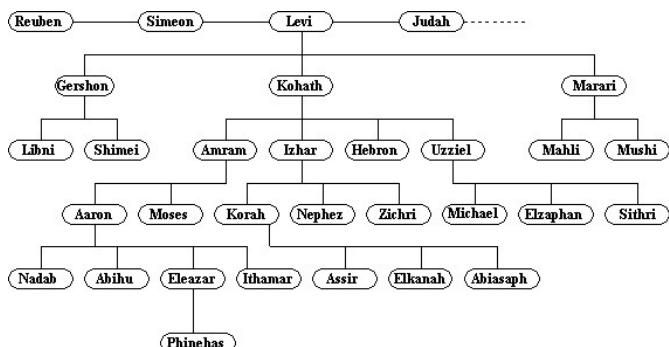 Reuben Simeon Levi Judah
Gershon Kohath Marari
Libni Shimei Amram Izhar Hebron Uzziel Mahli Mushi
Aaron Moses Korah Nephez Zichri Michael Elzaphan Sithri
Nadab Abihu Eleazar Ithamar Assir Elkanah Abiasaph
Phinehas